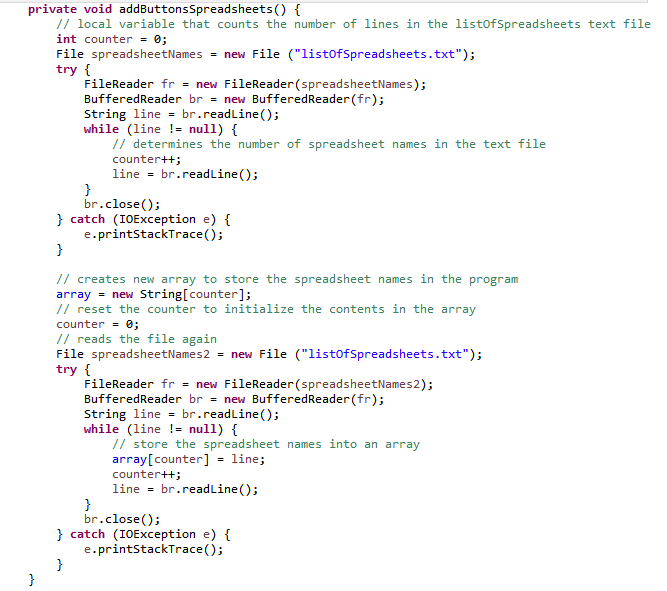 private void addButtonsSpreadsheets() {
// local variable that counts the number of lines in the listOfSpreadsheets text file
int counter = 0;
File spreadsheetNames = new File ("listOfSpreadsheets.txt");
try {
FileReader fr = new FileReader(spreadsheetNames);
BufferedReader br = new BufferedReader(fr);
String line = br.readLine();
while (line != null) {
// determines the number of spreadsheet names in the text file
counter++;
line = br.readLine();
}
br.close();
} catch (IOException e) {
e.printStackTrace();
}
// creates new array to store the spreadsheet names in the program
array = new String[counter];
// reset the counter to initialize the contents in the array
counter = 0;
// reads the file again
File spreadsheetNames2 = new File ("listOfSpreadsheets.txt");
try {
FileReader fr = new FileReader(spreadsheetNames2);
BufferedReader br = new BufferedReader(fr);
String line = br.readLine();
while (line != null) {
// store the spreadsheet names into an array
array[counter] = line;
counter++;
line = br.readLine();
}
br.close();
} catch (IOException e) {
e.printStackTrace();
}
}